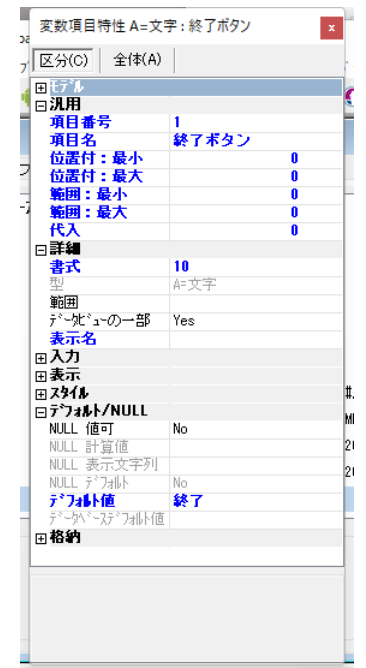 変数項目特性 A=文字 : 終了ボタン x
区分(C) 全体(A)
モデル
汎用
項目番号 1
項目名 終了ボタン
位置付 : 最小 0
位置付 : 最大 0
範囲 : 最小 0
範囲 : 最大 0
代入 0
詳細
書式 10
型 A=文字
範囲
データビューの一部 Yes
表示名
入力
表示
スタイル
デフォルト/NULL
NULL 値可 No
NULL 計算値
NULL 表示文字列
NULL デフォルト No
デフォルト値 終了
データベースデフォルト値
格納